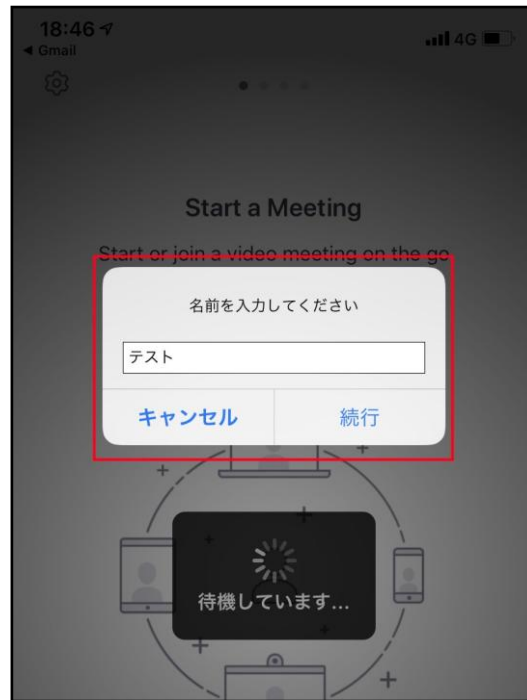 18:46
◀ Gmail
4G
Start a Meeting
Start or join a video meeting on the go
名前を入力してください
テスト
キャンセル
続行
待機しています...